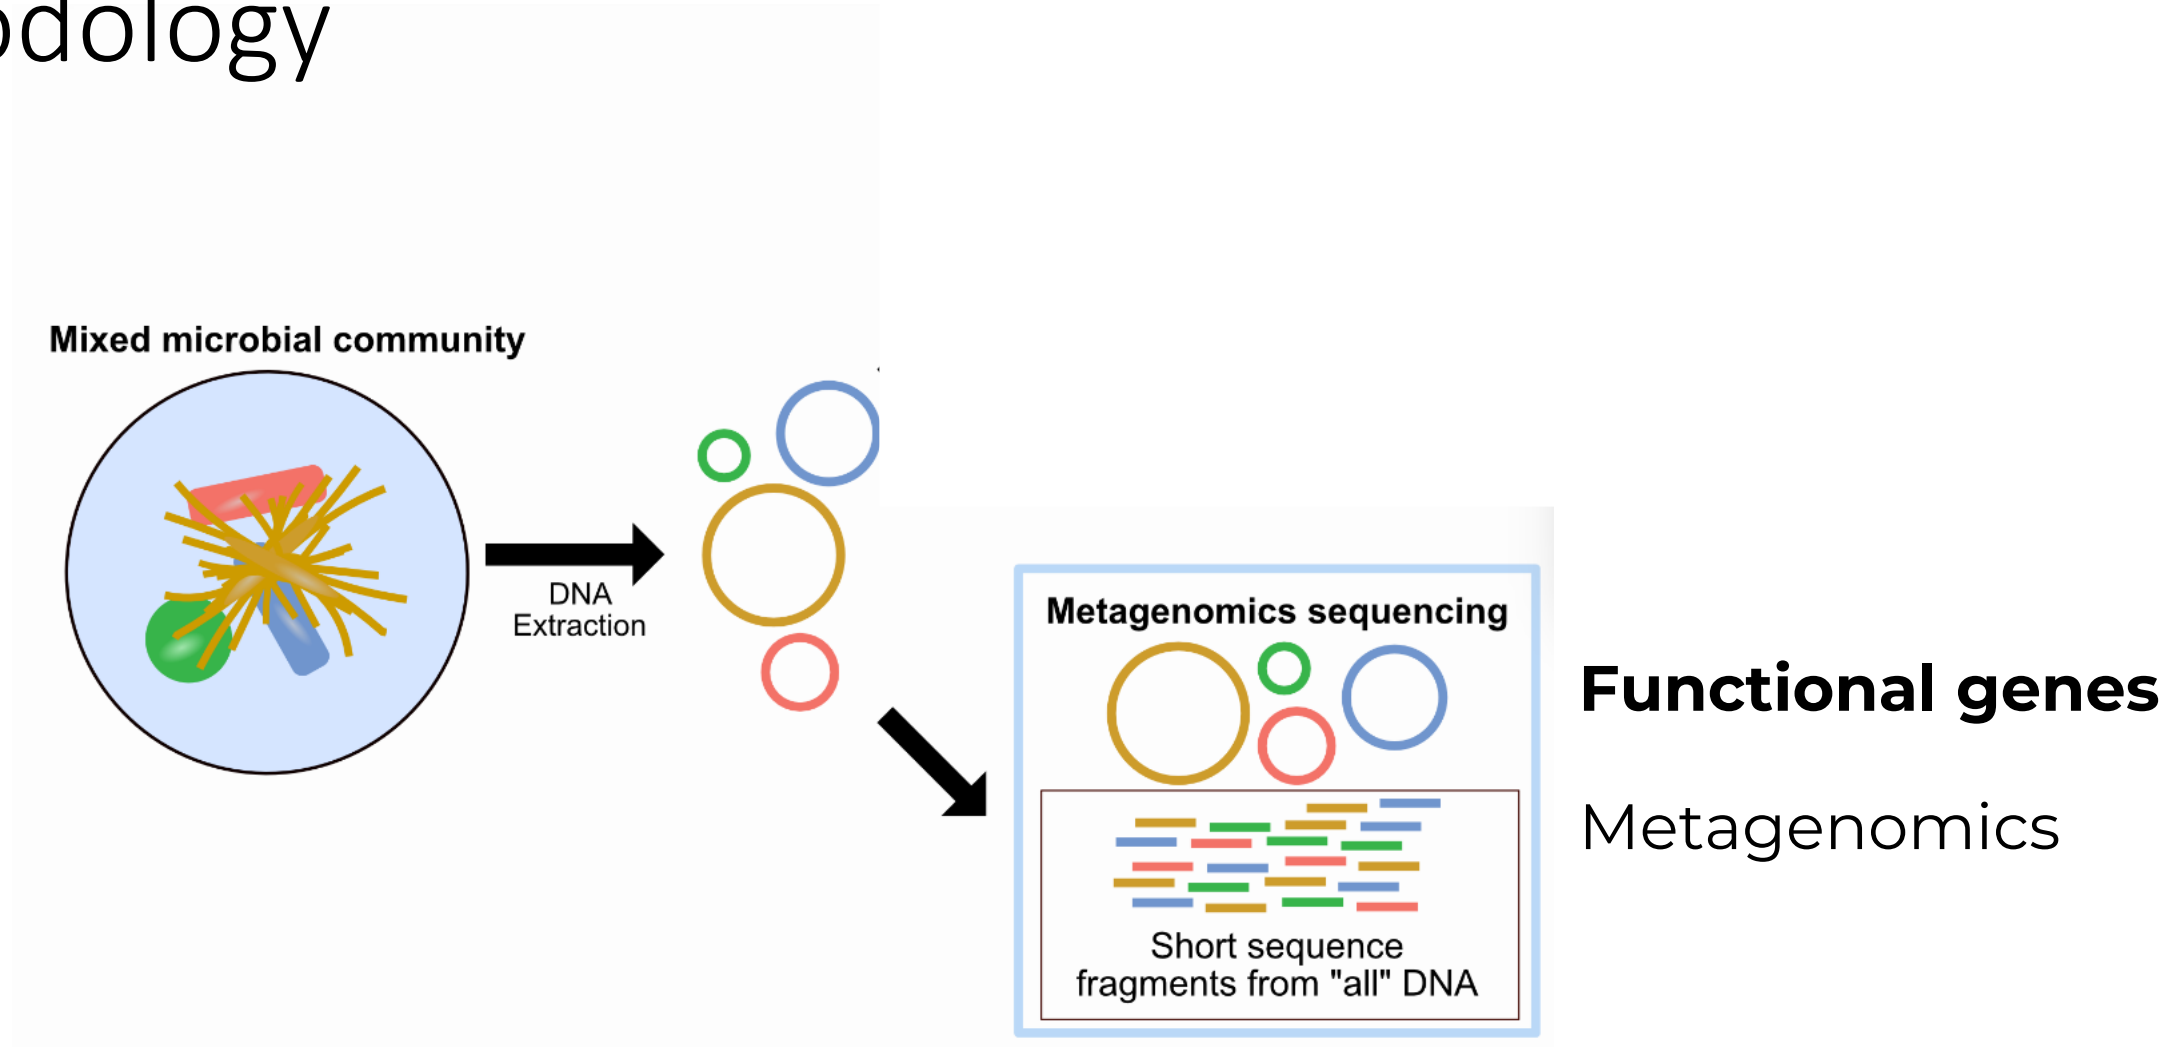 odology
Mixed microbial community
DNA
Extraction
Metagenomics sequencing
Short sequence
fragments from "all" DNA
Functional genes
Metagenomics